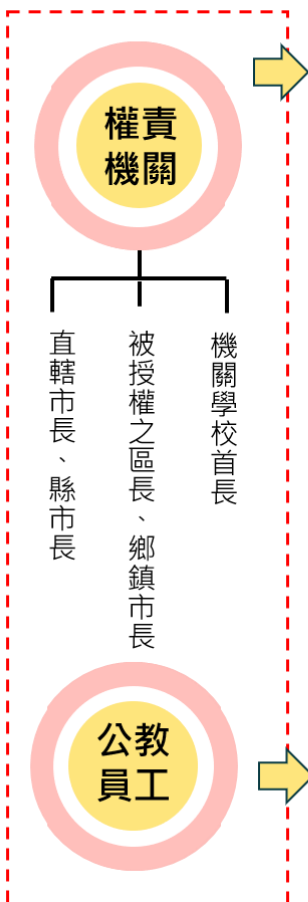 權責
機關
直轄市長、縣市長
被授權之區長、鄉鎮市長
機關學校首長
公教
員工